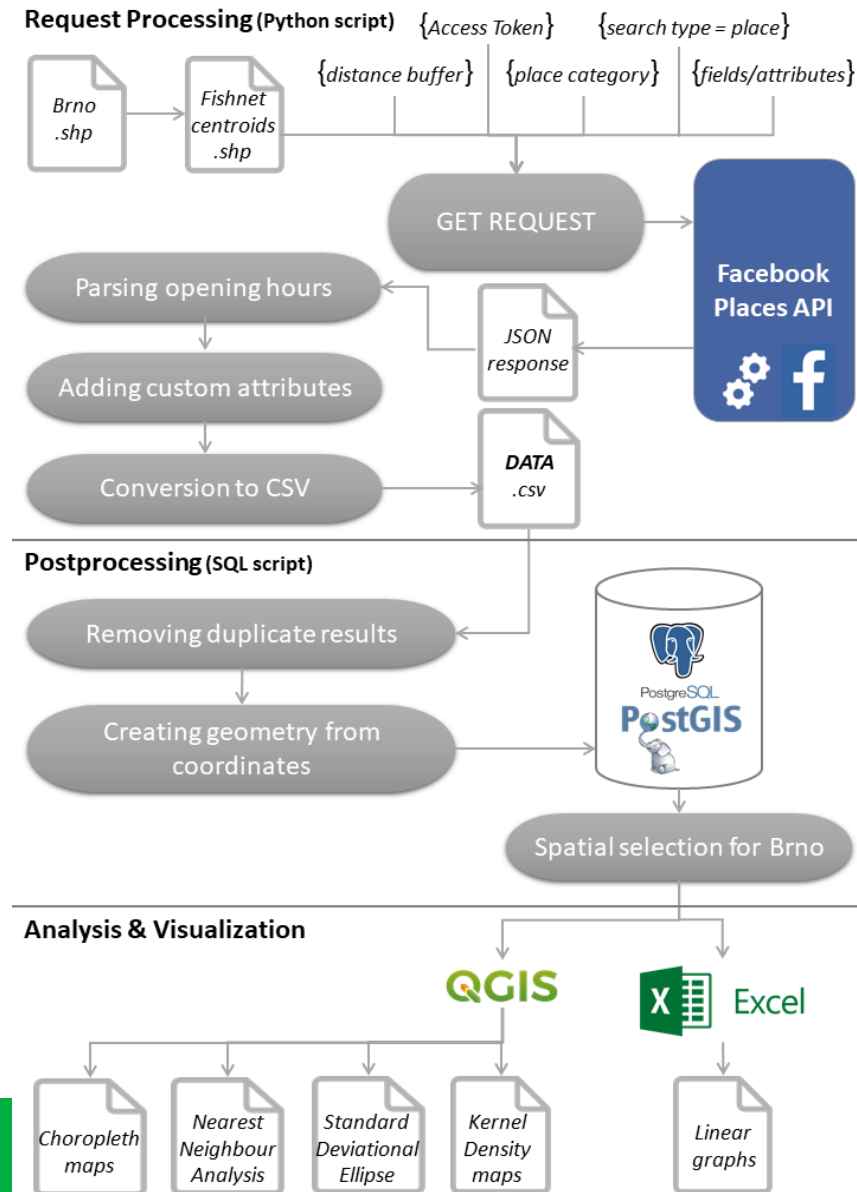 Request Processing (Python script)
{Access Token}
{search type = place}
{distance buffer}
{place category}
{fields/attributes}
Brno
.shp
Fishnet
centroids
.shp
GET REQUEST
Facebook
Places API
Parsing opening hours
JSON
response
Adding custom attributes
Conversion to CSV
DATA
.csv
Postprocessing (SQL script)
Removing duplicate results
PostgreSQL
PostGIS
Creating geometry from
coordinates
Spatial selection for Brno
Analysis & Visualization
QGIS
X
Excel
Choropleth
maps
Nearest
Neighbour
Analysis
Standard
Deviational
Ellipse
Kernel
Density
maps
Linear
graphs